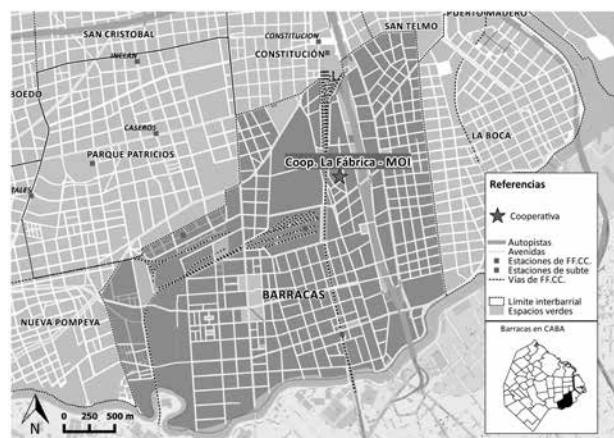 PUERTO MADERO
SAN TELMO
SAN CRISTOBAL
CONSTITUCION
INCLAN
CONSTITUCIÓN
BOEDO
CASEROS
LA BOCA
PARQUE PATRICIOS
Coop. La Fábrica - MOI
BARRACAS
NUEVA POMPEYA
N
0 250 500 m
Referencias
Cooperativa
Autopistas
Avenidas
Estaciones de FF.CC.
Estaciones de subte
Vías de FF.CC.
Límite interbarrial
Espacios verdes
Barracas en CABA